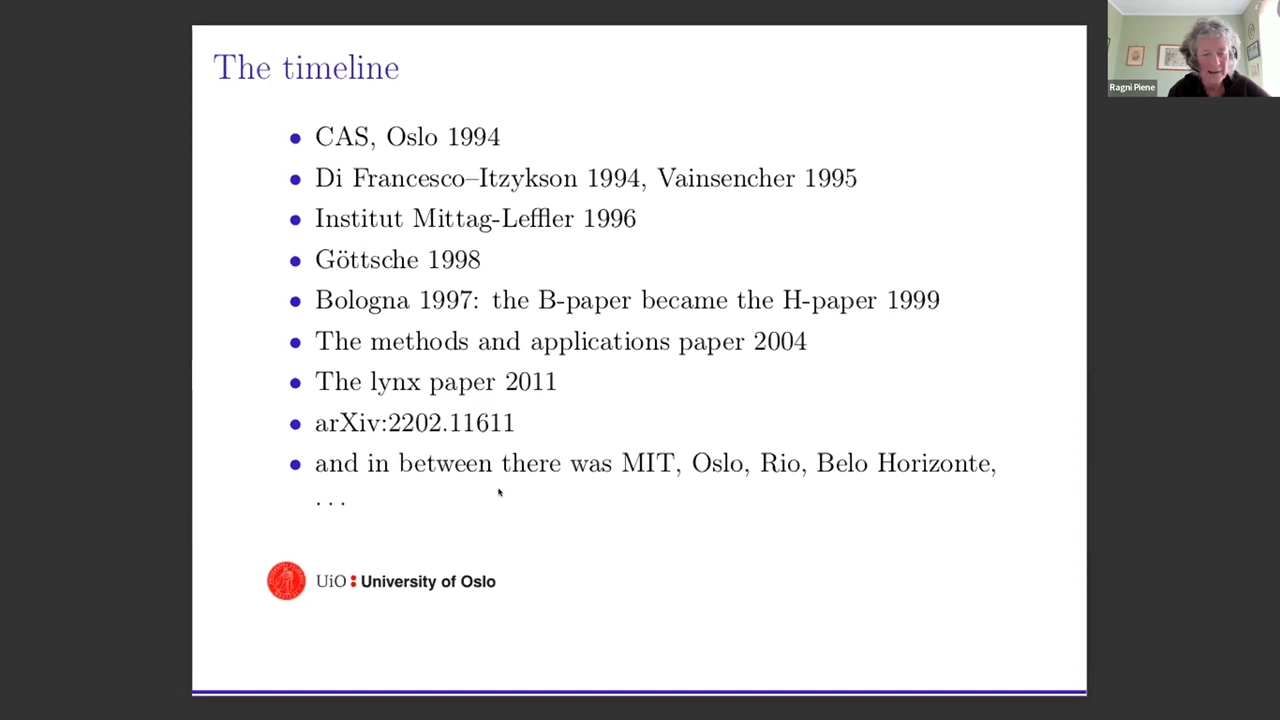 The timeline
• CAS, Oslo 1994
• Di Francesco–Itzykson 1994, Vainsencher 1995
• Institut Mittag-Leffler 1996
• Göttsche 1998
• Bologna 1997: the B-paper became the H-paper 1999
• The methods and applications paper 2004
• The lynx paper 2011
• arXiv:2202.11611
• and in between there was MIT, Oslo, Rio, Belo Horizonte,
...
UiO : University of Oslo
Ragni Piene